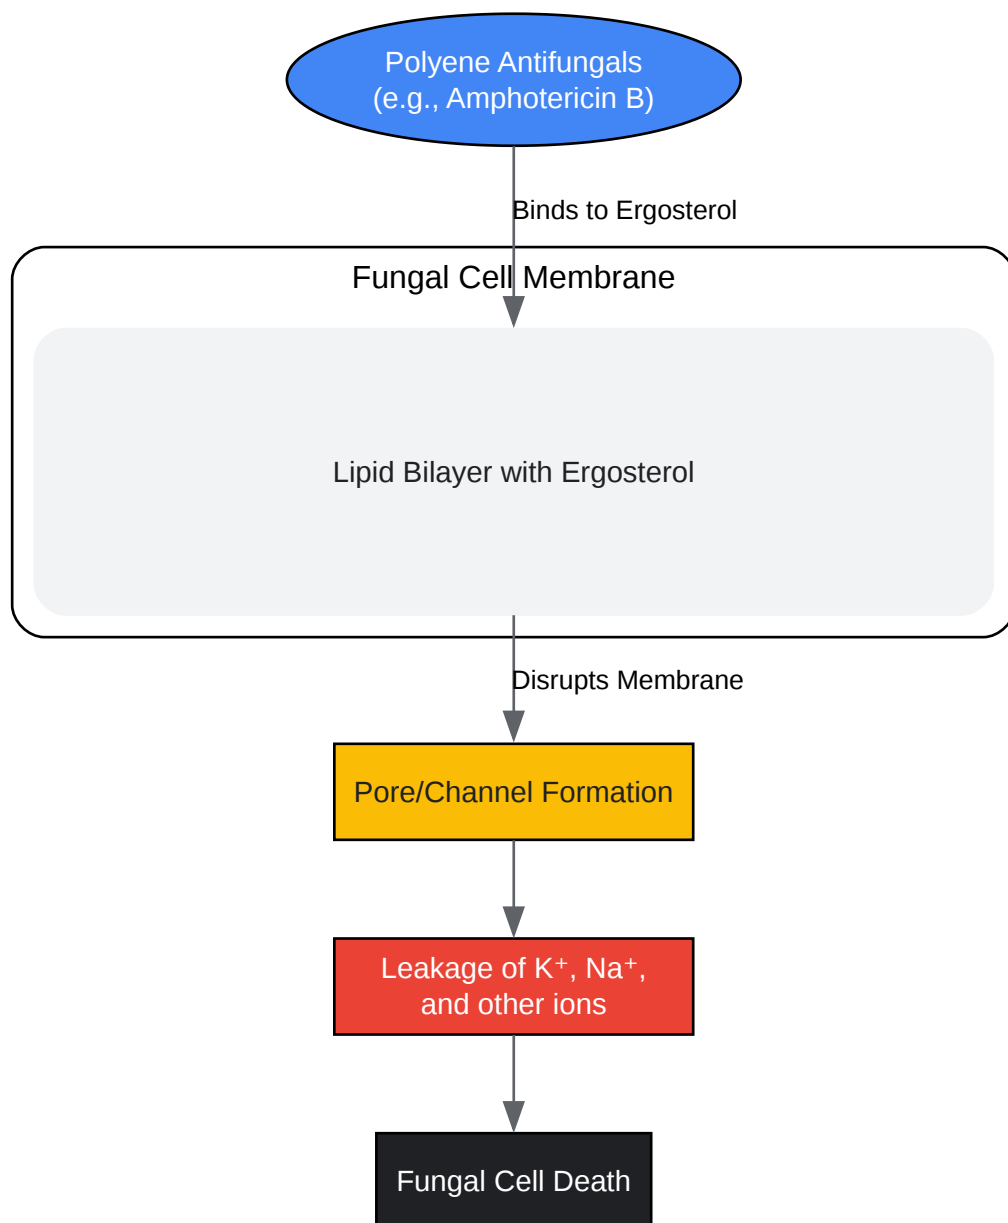 Polyene Antifungals
(e.g., Amphotericin B)
Binds to Ergosterol
Fungal Cell Membrane
Lipid Bilayer with Ergosterol
Disrupts Membrane
Pore/Channel Formation
Leakage of K⁺, Na⁺,
and other ions
Fungal Cell Death